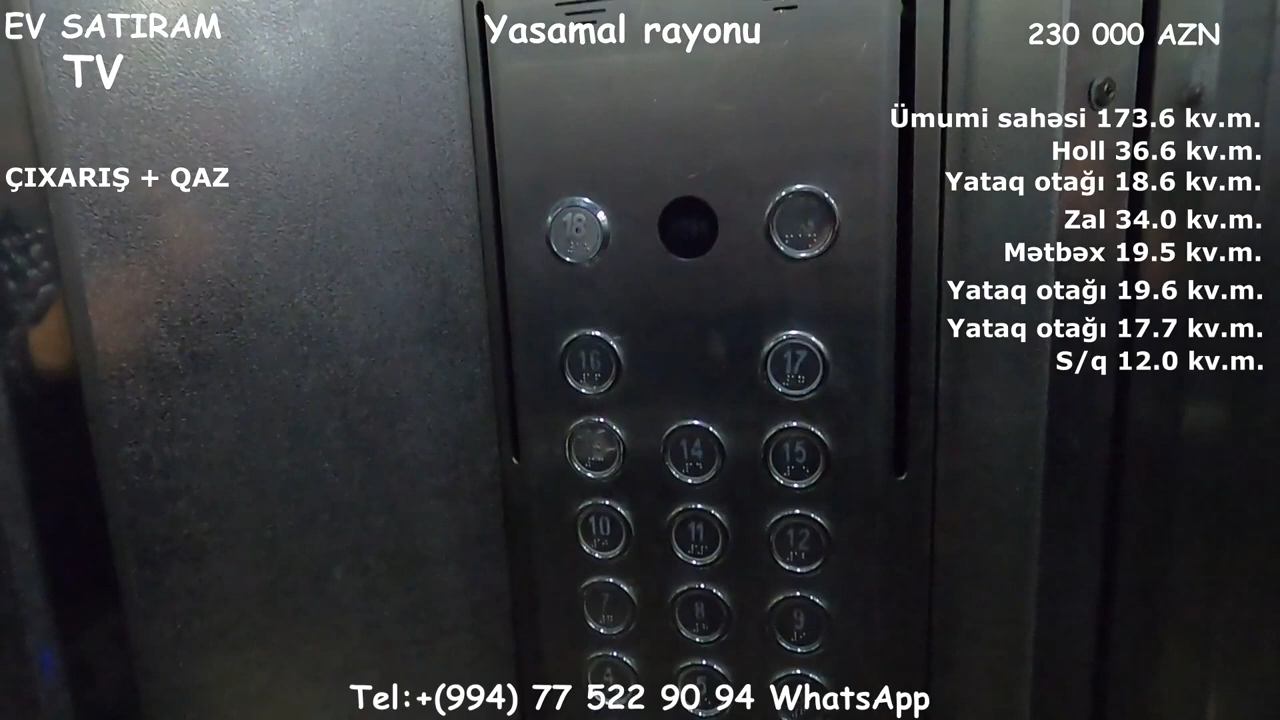 EV SATIRAM
TV
Yasamal rayonu
230 000 AZN
ÇIXARIŞ + QAZ
Ümumi sahəsi 173.6 kv.m.
Holl 36.6 kv.m.
Yataq otağı 18.6 kv.m.
Zal 34.0 kv.m.
Mətbəx 19.5 kv.m.
Yataq otağı 19.6 kv.m.
Yataq otağı 17.7 kv.m.
S/q 12.0 kv.m.
18
16 17
14 15
10 11 12
7 8 9
4 5
Tel:+(994) 77 522 90 94 WhatsApp